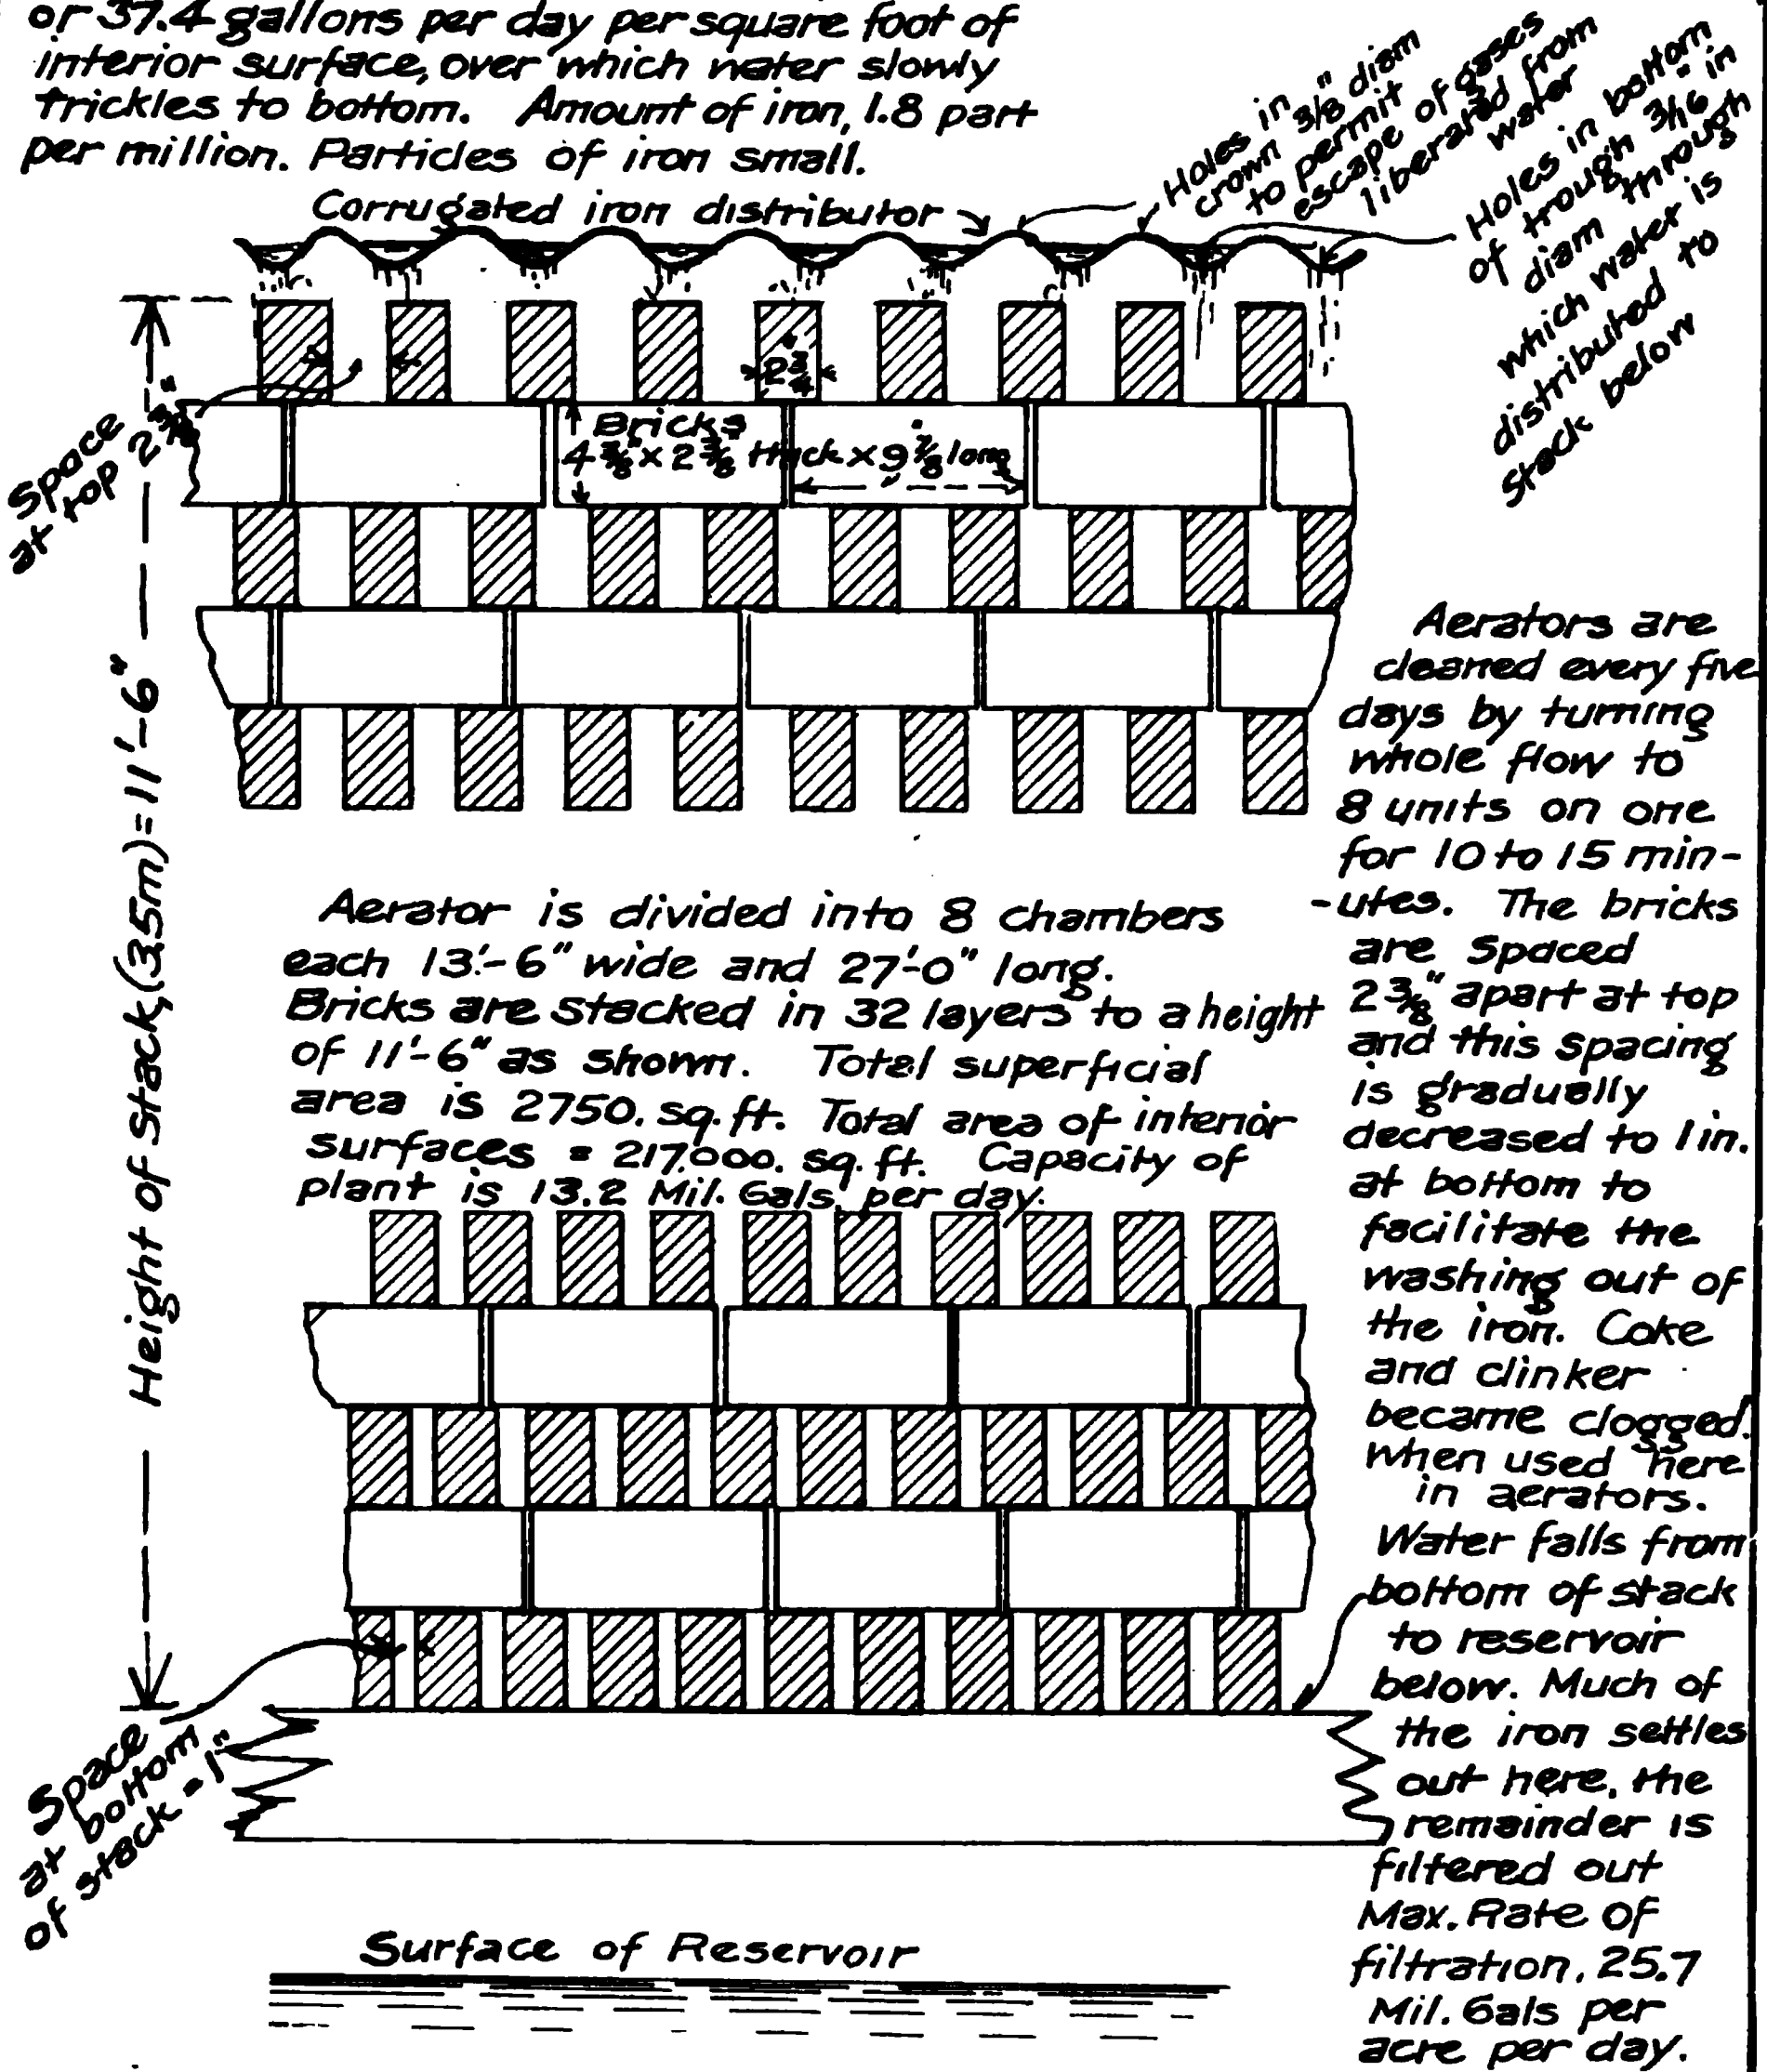 or 37.4 gallons per day per square foot of
interior surface, over which water slowly
trickles to bottom. Amount of iron, 1.8 part
per million. Particles of iron small.
Corrugated iron distributor
Holes in
crown 3/8" diam
to permit
escape of gases
liberated from
water
Holes in bottom
of trough 3/16" in
diam through
which water is
distributed to
stack below
Space
at top 2 3/8"
2 3/4"
Bricks
4 3/8" x 2 3/8" thick x 9 7/8" long
Height of stack, (3.5m) = 11'-6"
Aerators are
cleaned every five
days by turning
whole flow to
8 units on one
for 10 to 15 min-
-utes. The bricks
are spaced
2 3/8" apart at top
and this spacing
is gradually
decreased to 1 in.
at bottom to
facilitate the
washing out of
the iron. Coke
and clinker
became clogged.
when used here
in aerators.
Water falls from
bottom of stack
to reservoir
below. Much of
the iron settles
out here, the
remainder is
filtered out
Max. Rate of
filtration, 25.7
Mil. Gals per
acre per day.
Aerator is divided into 8 chambers
each 13'-6" wide and 27'-0" long.
Bricks are stacked in 32 layers to a height
of 11'-6" as shown. Total superficial
area is 2750. sq. ft. Total area of interior
surfaces = 217.000. sq. ft. Capacity of
plant is 13.2 Mil. Gals. per day.
Space
at bottom
of stack = 1"
Surface of Reservoir